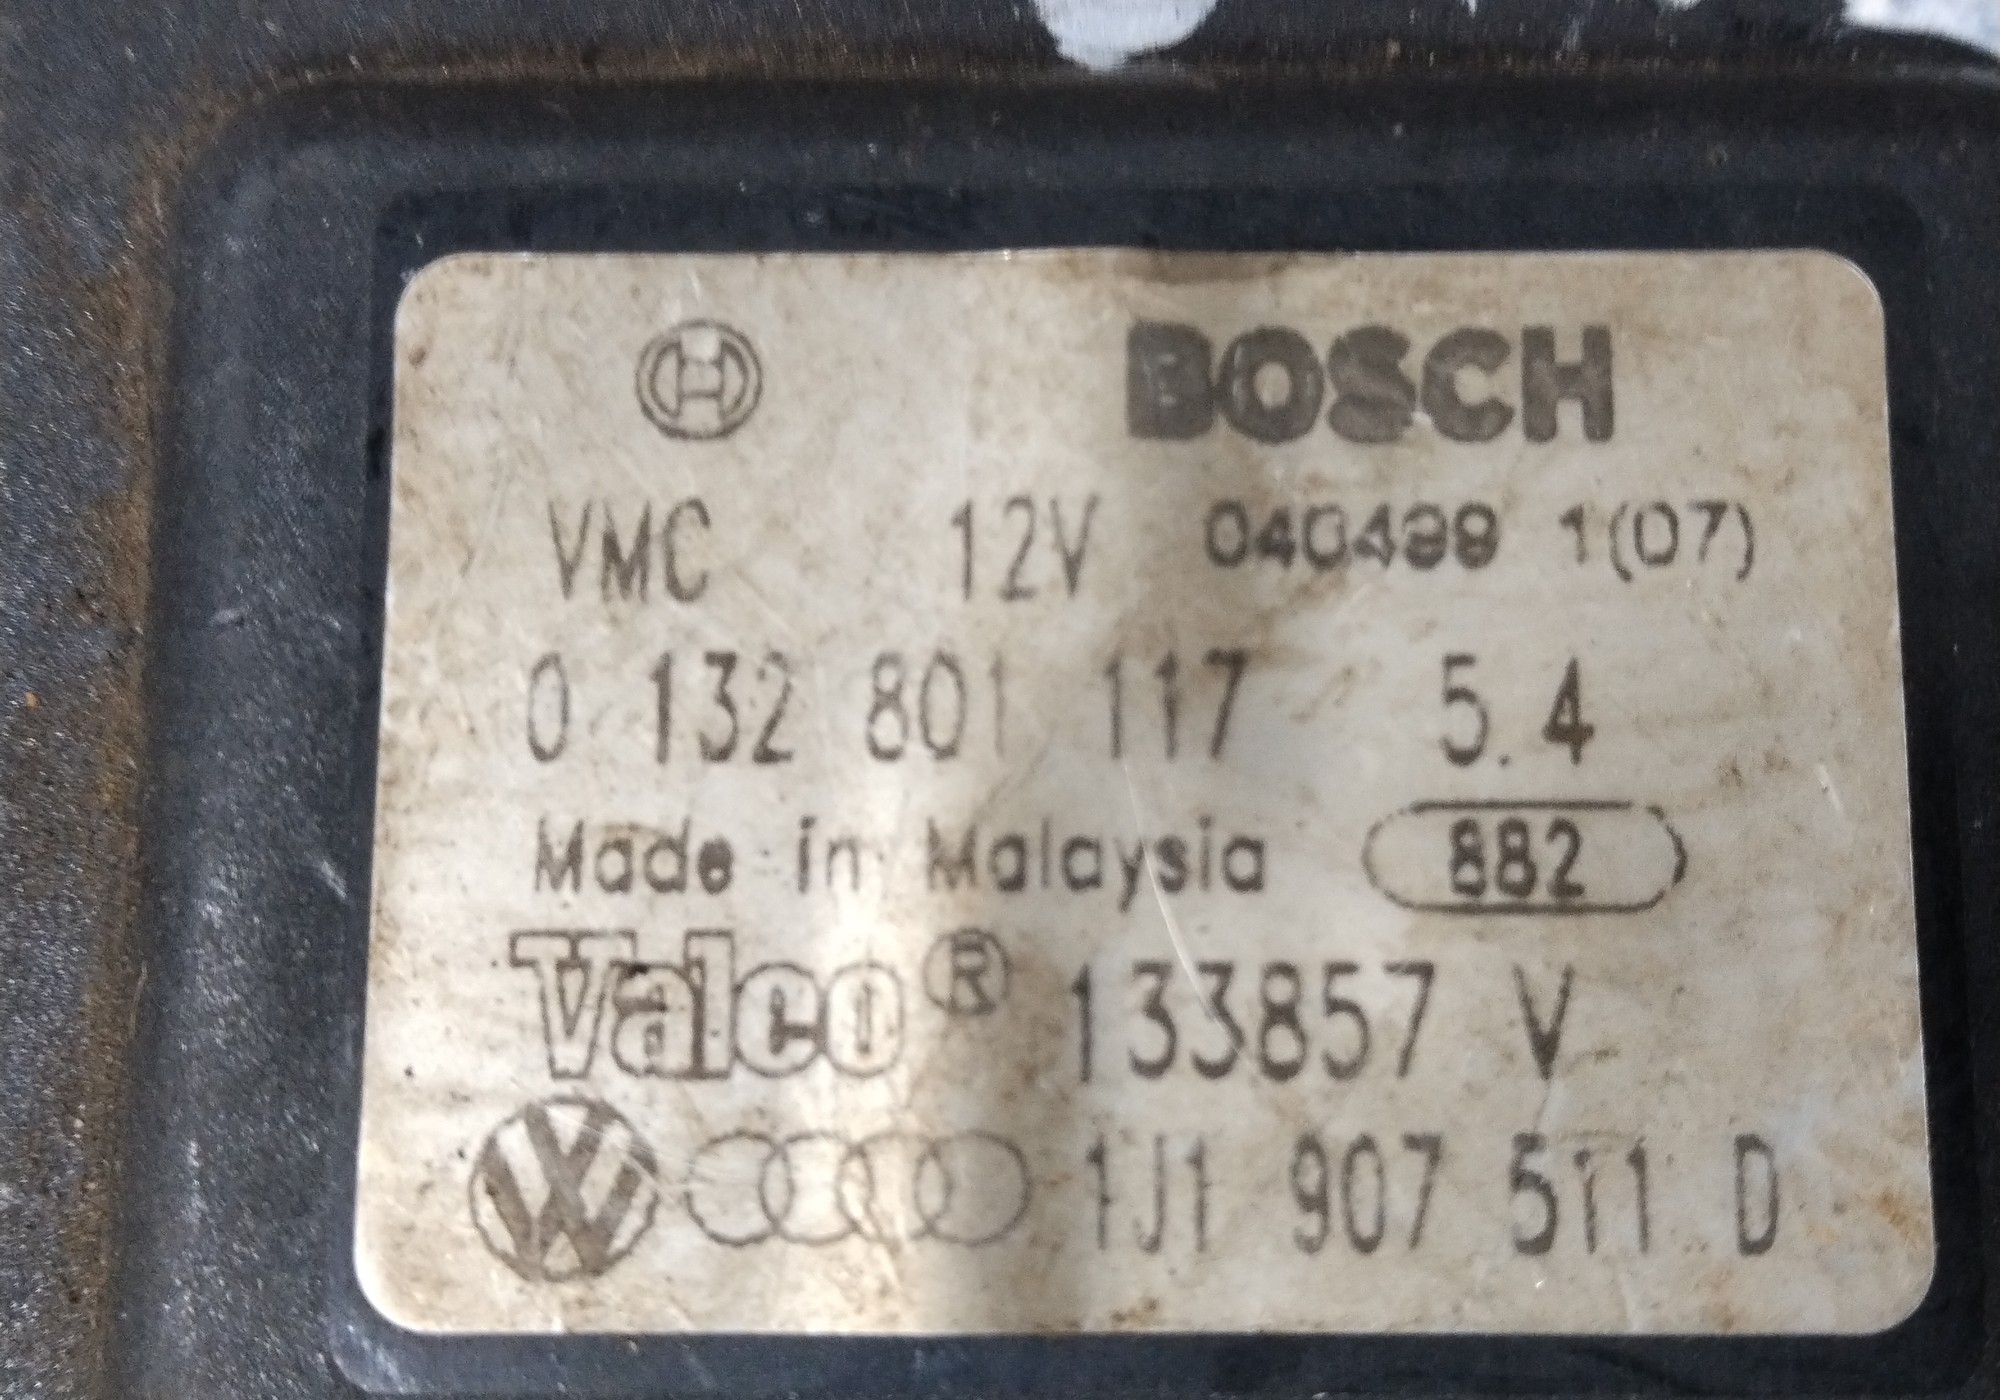 BOSCH
VMC 12V 040499 1(07)
0 132 801 117 5.4
Made in Malaysia 882
Valeo® 133857 V
1J1 907 511 D